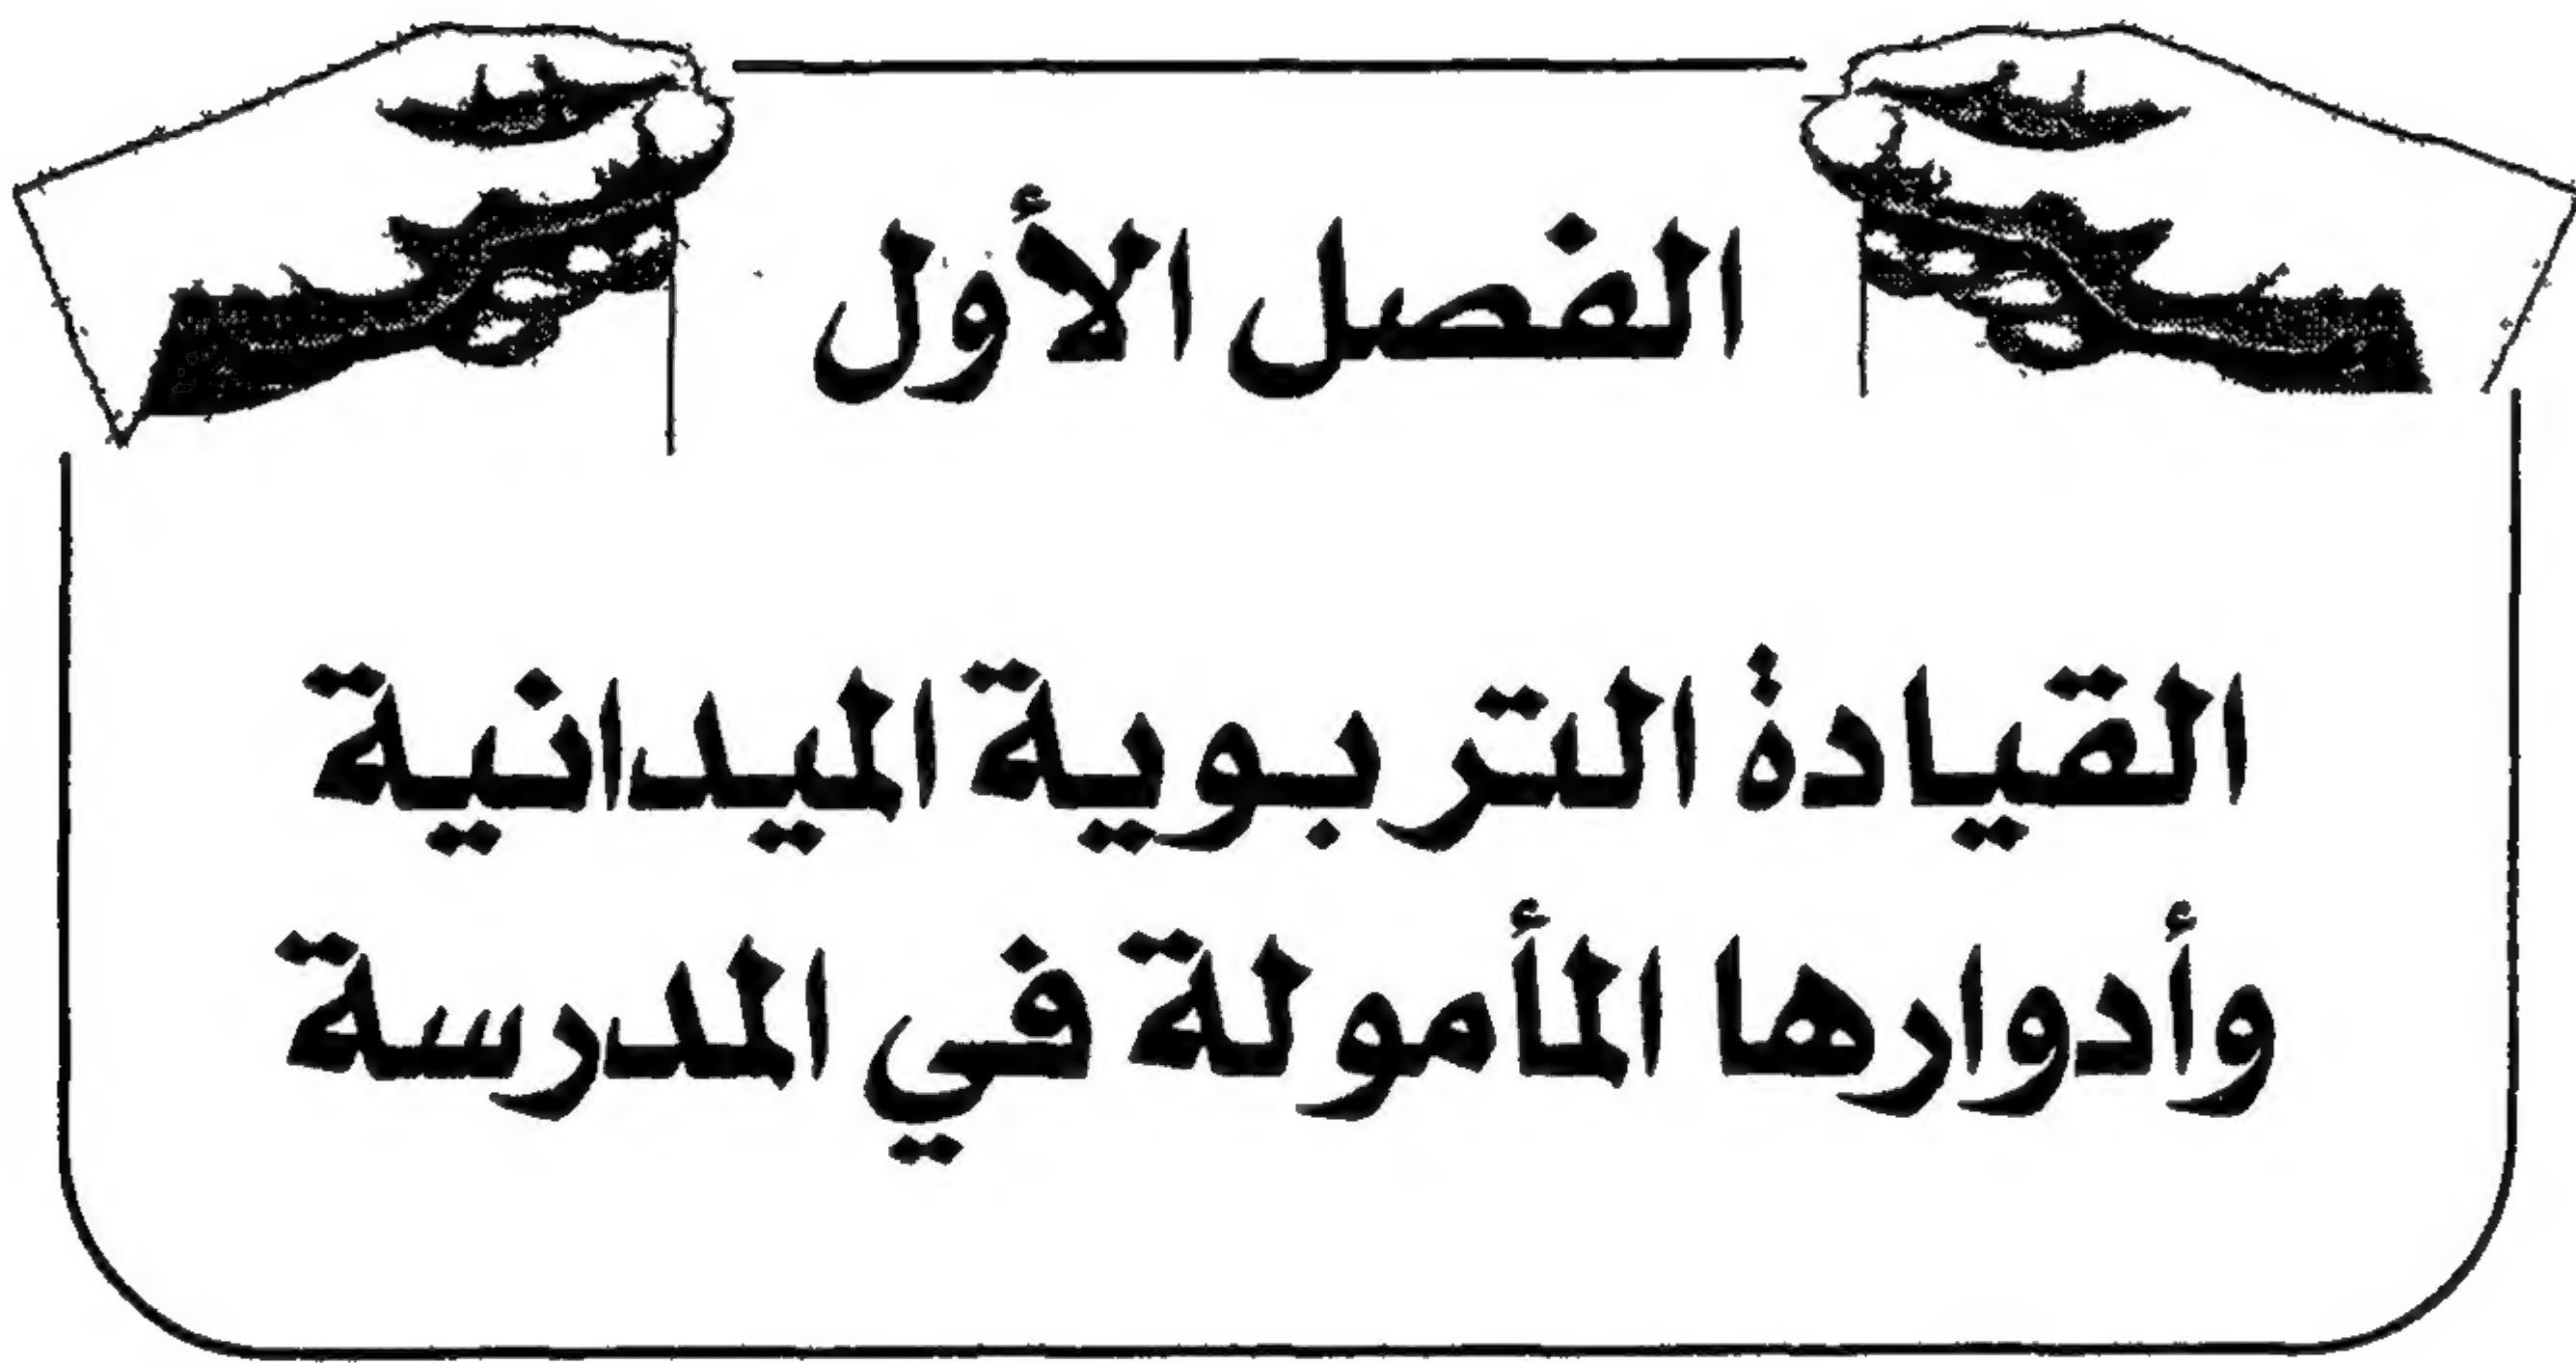 الفصل الأول
القيادة التربوية الميدانية
وأدوارها المأمولة في المدرسة